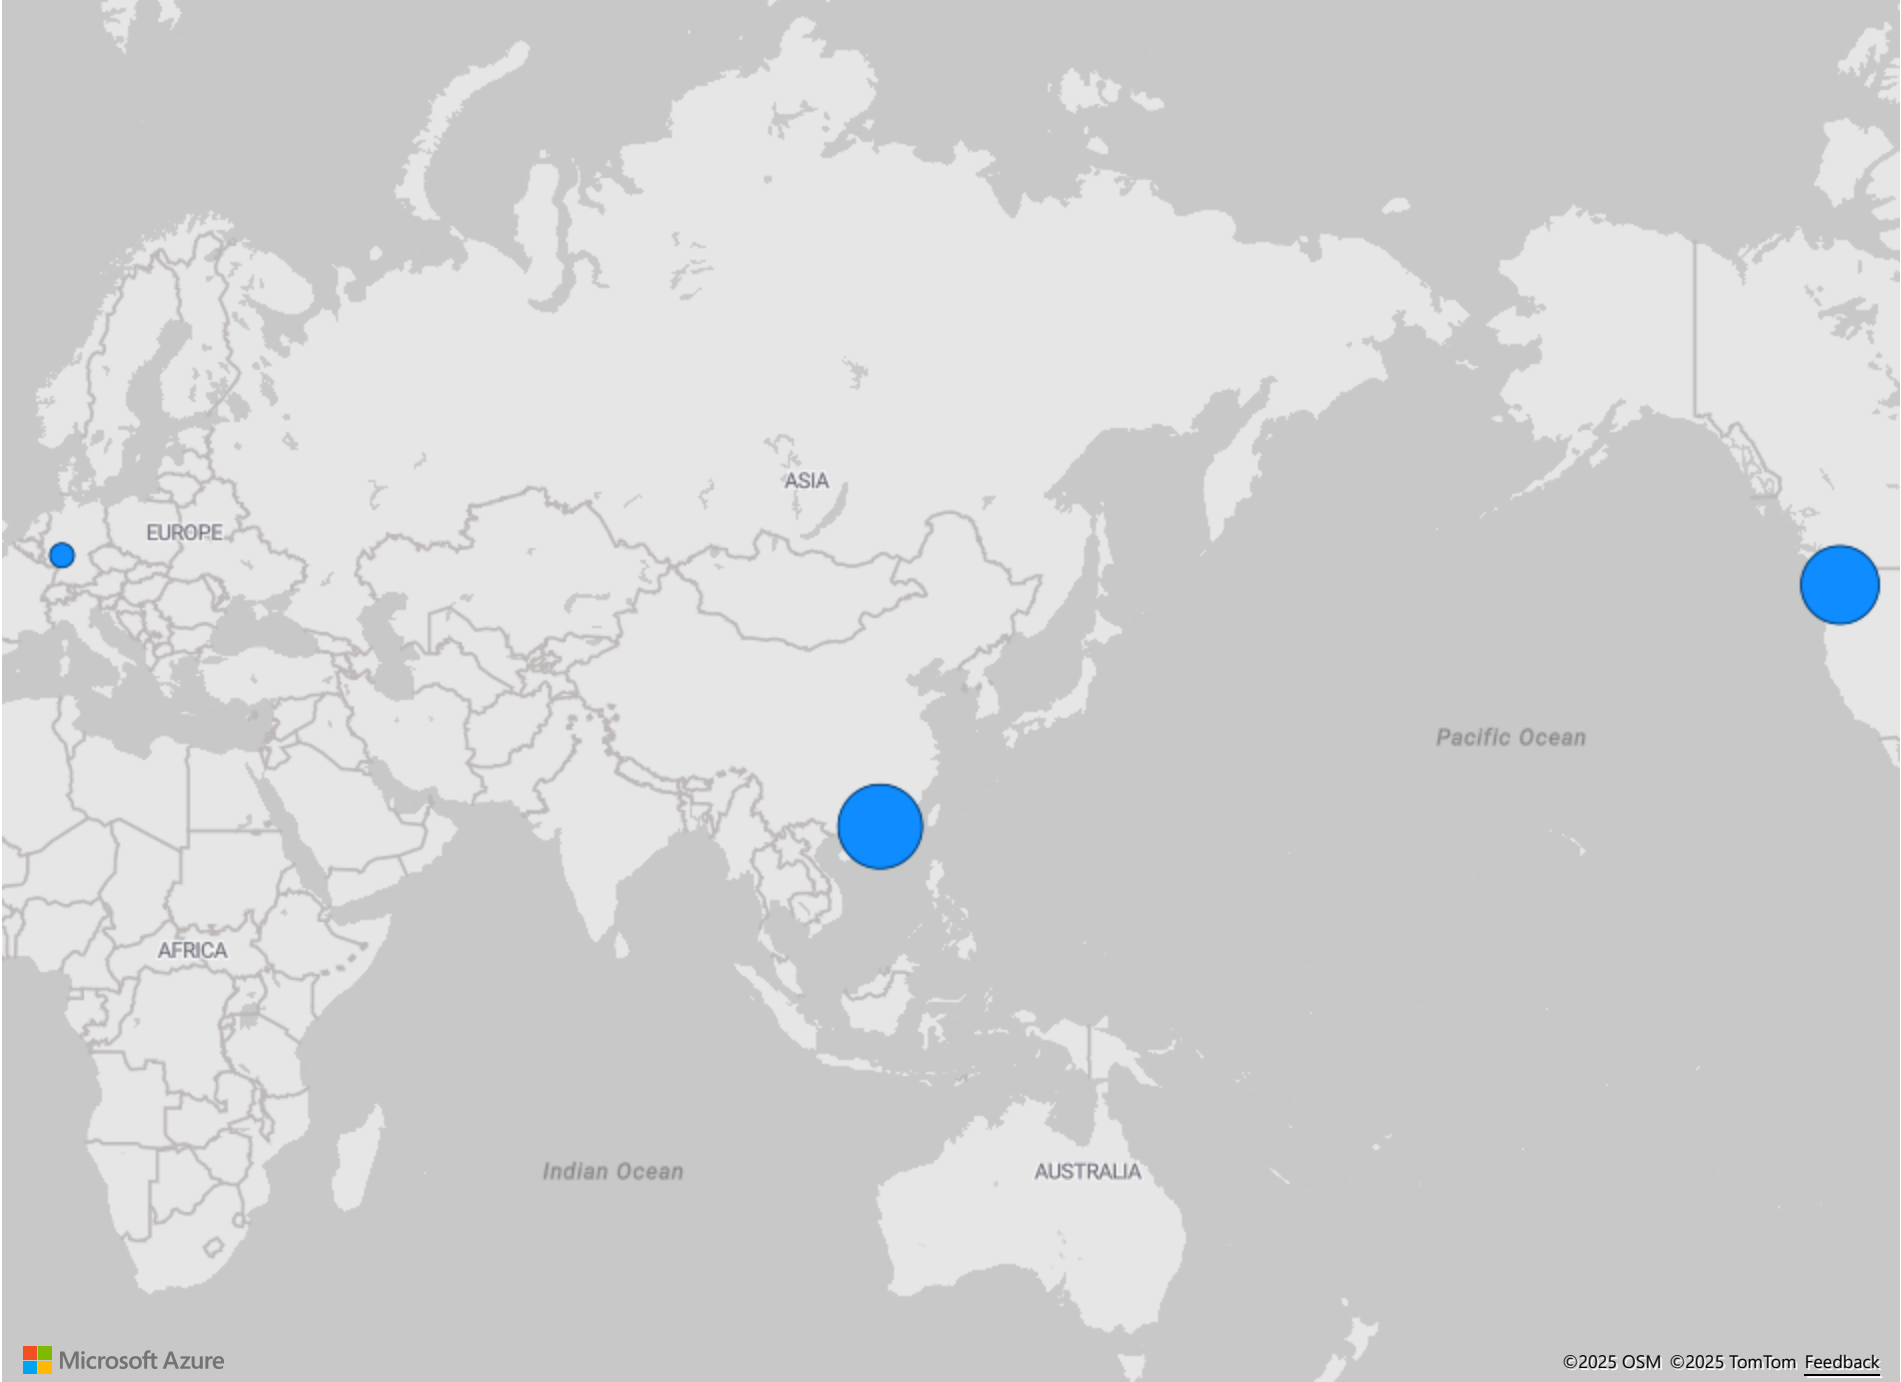 ASIA
EUROPE
Pacific Ocean
AFRICA
Indian Ocean
AUSTRALIA
Microsoft Azure
©2025 OSM ©2025 TomTom Feedback